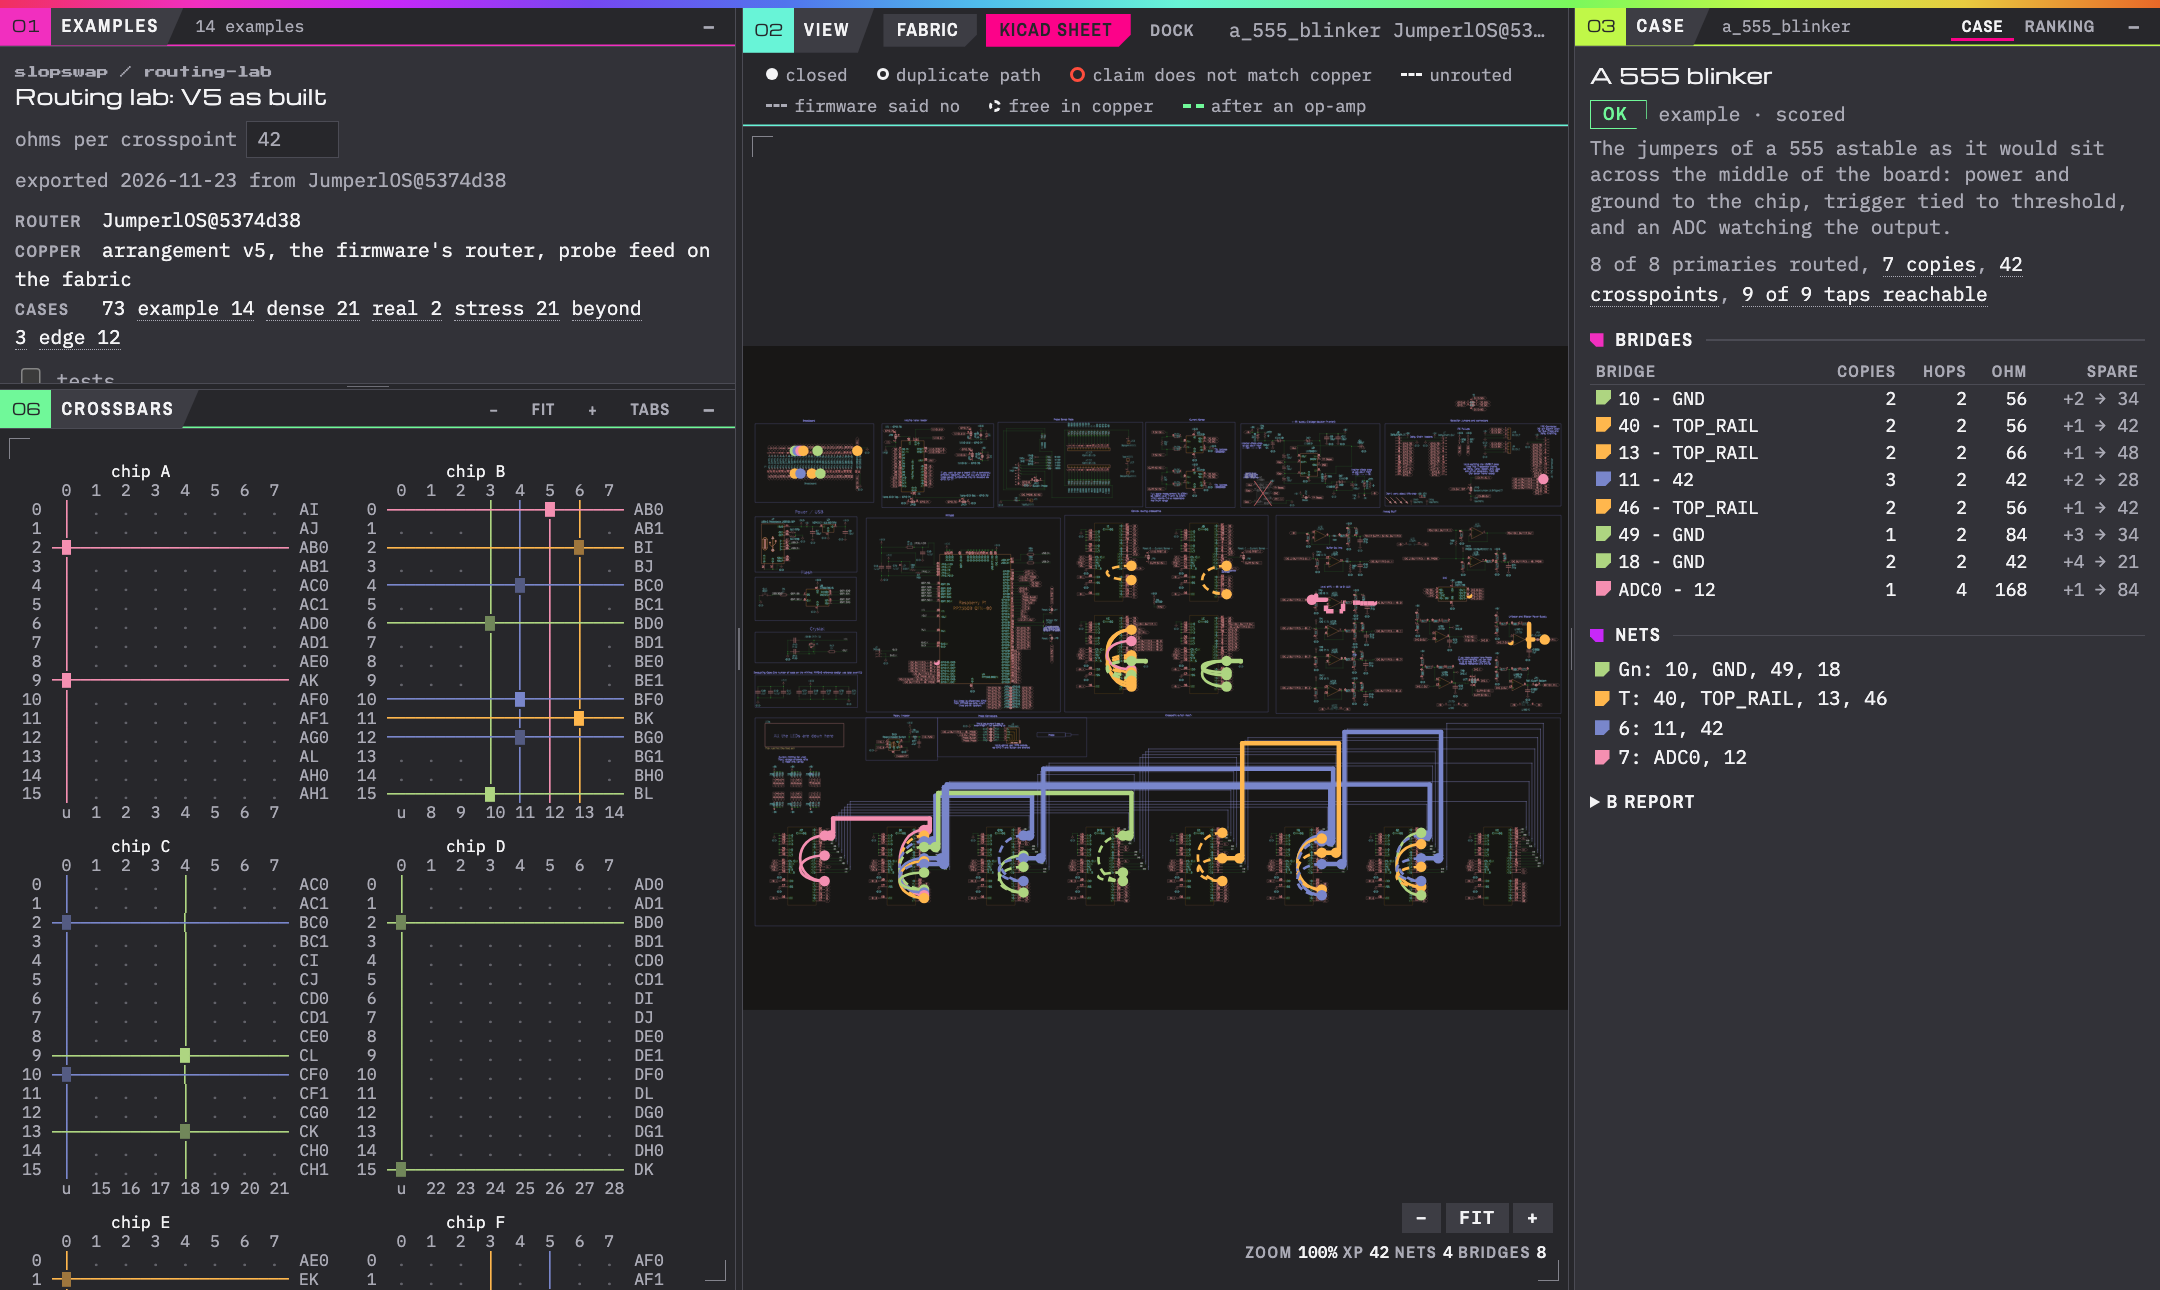 01 EXAMPLES 14 examples –
slopswap / routing-lab
Routing lab: V5 as built
ohms per crosspoint 42
exported 2026-11-23 from JumperlOS@5374d38
ROUTER JumperlOS@5374d38
COPPER arrangement v5, the firmware's router, probe feed on
the fabric
CASES 73 example 14 dense 21 real 2 stress 21 beyond
3 edge 12
tests
06 CROSSBARS – FIT + TABS –
chip A
0 1 2 3 4 5 6 7
0 AI
1 AJ
2 AB0
3 AB1
4 AC0
5 AC1
6 AD0
7 AD1
8 AE0
9 AK
10 AF0
11 AF1
12 AG0
13 AL
14 AH0
15 AH1
u 1 2 3 4 5 6 7
chip B
0 1 2 3 4 5 6 7
0 AB0
1 AB1
2 BI
3 BJ
4 BC0
5 BC1
6 BD0
7 BD1
8 BE0
9 BE1
10 BF0
11 BK
12 BG0
13 BG1
14 BH0
15 BL
u 8 9 10 11 12 13 14
chip C
0 1 2 3 4 5 6 7
0 AC0
1 AC1
2 BC0
3 BC1
4 CI
5 CJ
6 CD0
7 CD1
8 CE0
9 CL
10 CF0
11 CF1
12 CG0
13 CK
14 CH0
15 CH1
u 15 16 17 18 19 20 21
chip D
0 1 2 3 4 5 6 7
0 AD0
1 AD1
2 BD0
3 BD1
4 CD0
5 CD1
6 DI
7 DJ
8 DE0
9 DE1
10 DF0
11 DL
12 DG0
13 DG1
14 DH0
15 DK
u 22 23 24 25 26 27 28
chip E
0 1 2 3 4 5 6 7
0 AE0
1 EK
chip F
0 1 2 3 4 5 6 7
0 AF0
1 AF1
02 VIEW FABRIC KICAD SHEET DOCK a_555_blinker JumperlOS@53…
closed duplicate path claim does not match copper unrouted
firmware said no free in copper after an op-amp
– FIT +
ZOOM 100% XP 42 NETS 4 BRIDGES 8
03 CASE a_555_blinker CASE RANKING –
A 555 blinker
OK example · scored
The jumpers of a 555 astable as it would sit
across the middle of the board: power and
ground to the chip, trigger tied to threshold,
and an ADC watching the output.
8 of 8 primaries routed, 7 copies, 42
crosspoints, 9 of 9 taps reachable
BRIDGES
BRIDGE COPIES HOPS OHM SPARE
10 - GND 2 2 56 +2 → 34
40 - TOP_RAIL 2 2 56 +1 → 42
13 - TOP_RAIL 2 2 66 +1 → 48
11 - 42 3 2 42 +2 → 28
46 - TOP_RAIL 2 2 56 +1 → 42
49 - GND 1 2 84 +3 → 34
18 - GND 2 2 42 +4 → 21
ADC0 - 12 1 4 168 +1 → 84
NETS
Gn: 10, GND, 49, 18
T: 40, TOP_RAIL, 13, 46
6: 11, 42
7: ADC0, 12
▶ B REPORT